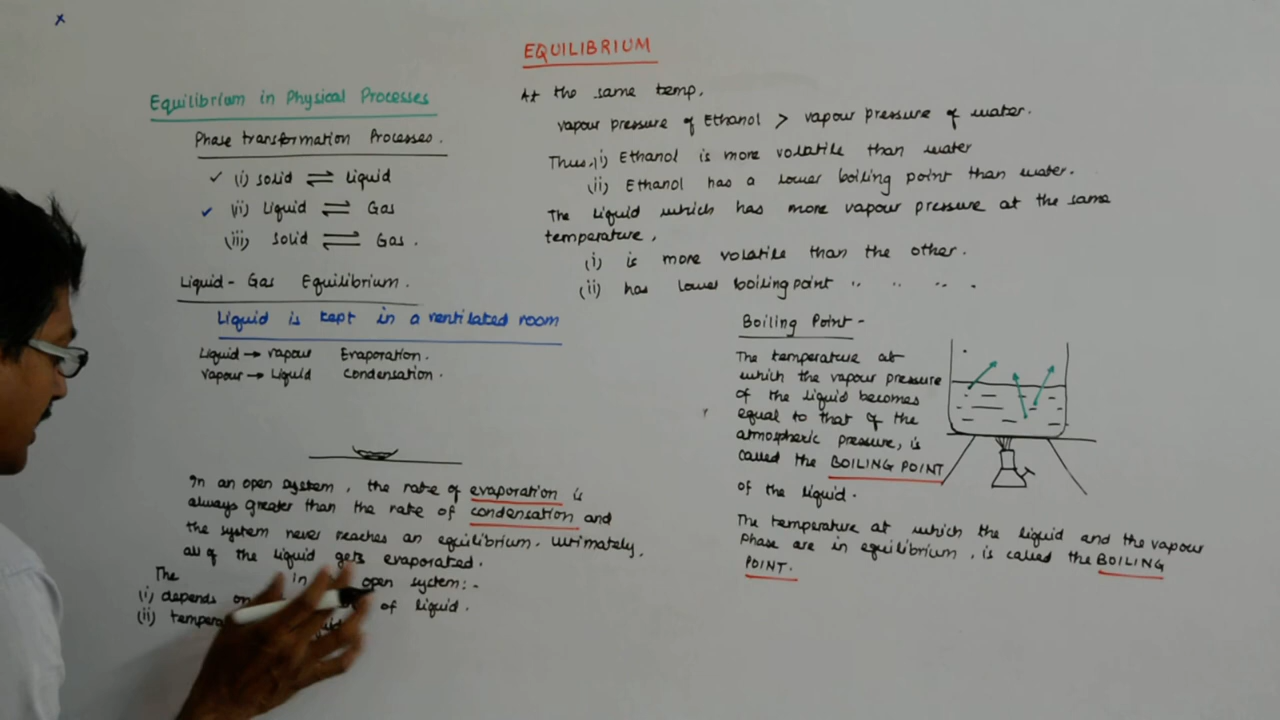 EQUILIBRIUM
Equilibrium in Physical Processes
Phase transformation Processes.
✓ (i) solid ⇌ Liquid
✓ (ii) Liquid ⇌ Gas
(iii) Solid ⇌ Gas.
Liquid - Gas Equilibrium.
Liquid is kept in a ventilated room
Liquid → vapour Evaporation.
vapour → Liquid Condensation.
In an open system, the rate of evaporation is
always greater than the rate of condensation and
the system never reaches an equilibrium. Ultimately,
all of the liquid gets evaporated.
The in open system:-
(i) depends on of liquid.
(ii)
At the same temp,
vapour pressure of Ethanol > vapour pressure of water.
Thus, (i) Ethanol is more volatile than water
(ii) Ethanol has a lower boiling point than water.
The liquid which has more vapour pressure at the same
temperature,
(i) is more volatile than the other.
(ii) has lower boiling point " " " .
Boiling Point -
The temperature at
which the vapour pressure
of the liquid becomes
equal to that of the
atmospheric pressure, is
called the BOILING POINT
of the liquid.
The temperature at which the liquid and the vapour
phase are in equilibrium, is called the BOILING
POINT.